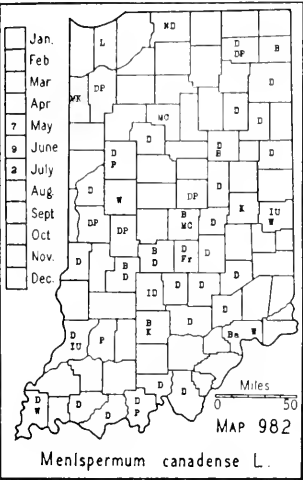 Jan.
Feb
Mar
Apr
7 May
9 June
2 July
Aug.
Sept
Oct
Nov.
Dec.
ND
L
D
DP
B
DP
D
MK
D
MC
D
D
D
P
D
B
D
D
W
DP
B
MC
D
K
IU
W
DP
DP
D
B
D
B
D
D
Fr
D
ID
D
D
D
D
IU
P
B
K
D
Ba
W
D
W
D
D
D
P
D
D
Miles
0 50
MAP 982
Menispermum canadense L.